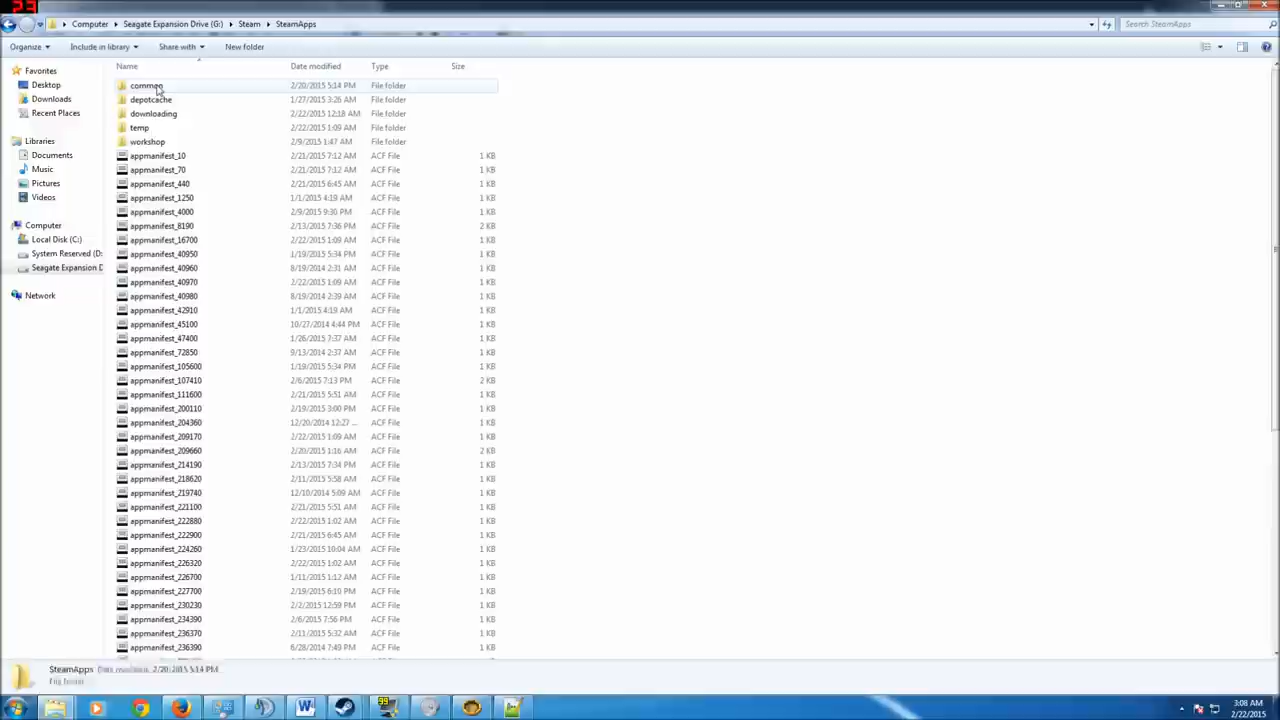 23
Computer Seagate Expansion Drive (G:) Steam SteamApps Search SteamApps
Organize Include in library Share with New folder
Name Date modified Type Size
Favorites
Desktop
Downloads
Recent Places
Libraries
Documents
Music
Pictures
Videos
Computer
Local Disk (C:)
System Reserved (D:
Seagate Expansion D
Network
common 2/20/2015 5:14 PM File folder
depotcache 1/27/2015 3:26 AM File folder
downloading 2/22/2015 12:18 AM File folder
temp 2/22/2015 1:09 AM File folder
workshop 2/9/2015 1:47 AM File folder
appmanifest_10 2/21/2015 7:12 AM ACF File 1 KB
appmanifest_70 2/21/2015 7:12 AM ACF File 1 KB
appmanifest_440 2/21/2015 6:45 AM ACF File 1 KB
appmanifest_1250 1/1/2015 4:19 AM ACF File 1 KB
appmanifest_4000 2/9/2015 9:30 PM ACF File 1 KB
appmanifest_8190 2/13/2015 7:36 PM ACF File 2 KB
appmanifest_16700 2/22/2015 1:09 AM ACF File 1 KB
appmanifest_40950 1/19/2015 5:34 PM ACF File 1 KB
appmanifest_40960 8/19/2014 2:31 AM ACF File 1 KB
appmanifest_40970 2/22/2015 1:09 AM ACF File 1 KB
appmanifest_40980 8/19/2014 2:39 AM ACF File 1 KB
appmanifest_42910 1/1/2015 4:19 AM ACF File 1 KB
appmanifest_45100 10/27/2014 4:44 PM ACF File 1 KB
appmanifest_47400 1/26/2015 7:37 AM ACF File 1 KB
appmanifest_72850 9/13/2014 2:37 AM ACF File 1 KB
appmanifest_105600 1/19/2015 5:34 PM ACF File 1 KB
appmanifest_107410 2/6/2015 7:13 PM ACF File 2 KB
appmanifest_111600 2/21/2015 5:51 AM ACF File 1 KB
appmanifest_200110 2/19/2015 3:00 PM ACF File 1 KB
appmanifest_204360 12/20/2014 12:27 ... ACF File 1 KB
appmanifest_209170 2/22/2015 1:09 AM ACF File 1 KB
appmanifest_209660 2/20/2015 1:16 AM ACF File 2 KB
appmanifest_214190 2/13/2015 7:34 PM ACF File 1 KB
appmanifest_218620 2/11/2015 5:58 AM ACF File 1 KB
appmanifest_219740 12/10/2014 5:09 AM ACF File 1 KB
appmanifest_221100 2/21/2015 5:51 AM ACF File 1 KB
appmanifest_222880 2/22/2015 1:02 AM ACF File 1 KB
appmanifest_222900 2/21/2015 6:45 AM ACF File 1 KB
appmanifest_224260 1/23/2015 10:04 AM ACF File 1 KB
appmanifest_226320 2/22/2015 1:02 AM ACF File 1 KB
appmanifest_226700 1/11/2015 1:12 AM ACF File 1 KB
appmanifest_227700 2/19/2015 6:10 PM ACF File 1 KB
appmanifest_230230 2/2/2015 12:59 PM ACF File 1 KB
appmanifest_234390 2/6/2015 7:56 PM ACF File 1 KB
appmanifest_236370 2/11/2015 5:32 AM ACF File 1 KB
appmanifest_236390 6/28/2014 7:49 PM ACF File 1 KB
SteamApps Date modified: 2/20/2015 5:14 PM
File folder
99
3:08 AM
2/22/2015